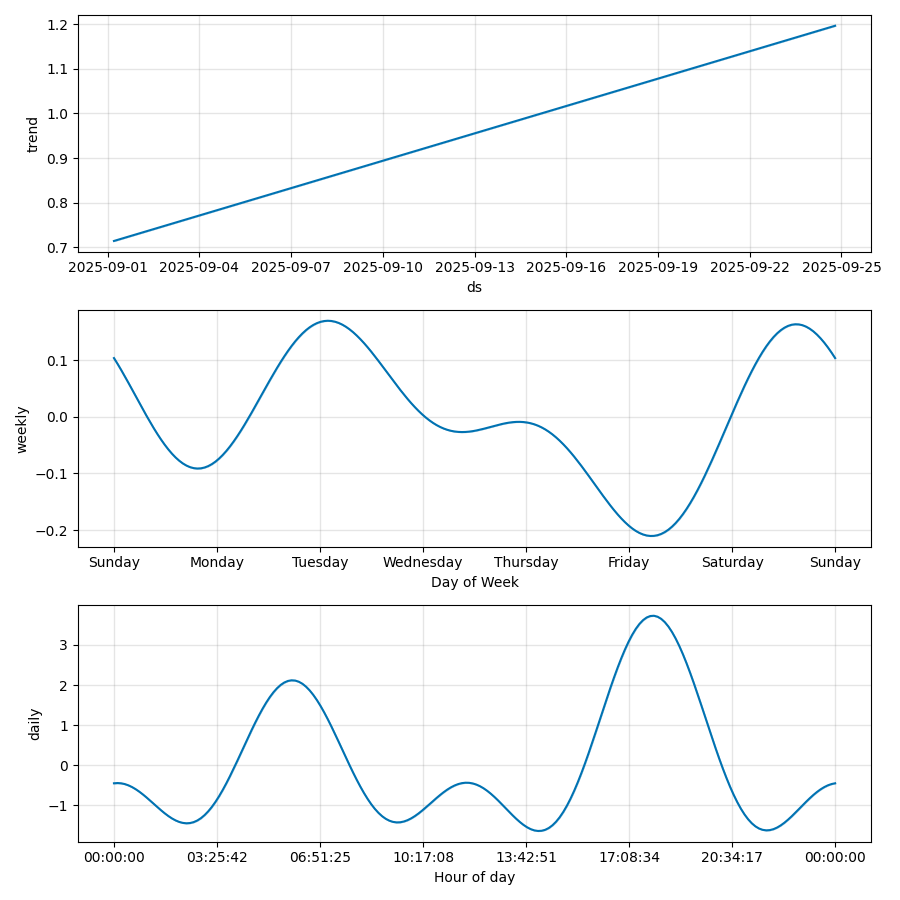 1.2
1.1
1.0
0.9
0.8
0.7
trend
2025-09-01 2025-09-04 2025-09-07 2025-09-10 2025-09-13 2025-09-16 2025-09-19 2025-09-22 2025-09-25
ds
0.1
0.0
−0.1
−0.2
weekly
Sunday Monday Tuesday Wednesday Thursday Friday Saturday Sunday
Day of Week
3
2
1
0
−1
daily
00:00:00 03:25:42 06:51:25 10:17:08 13:42:51 17:08:34 20:34:17 00:00:00
Hour of day